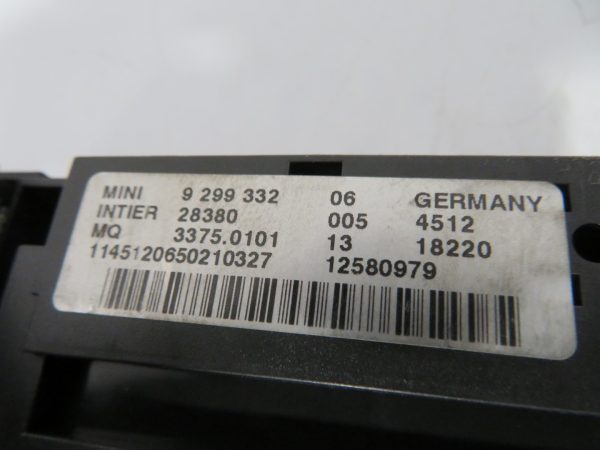 MINI 9 299 332 06 GERMANY
INTIER 28380 005 4512
MQ 3375.0101 13 18220
1145120650210327 12580979